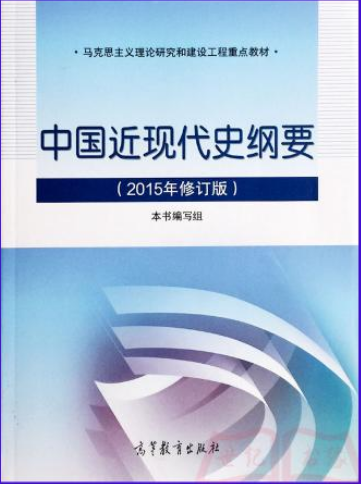 ·马克思主义理论研究和建设工程重点教材·
中国近现代史纲要
（2015年修订版）
本书编写组
高等教育出版社